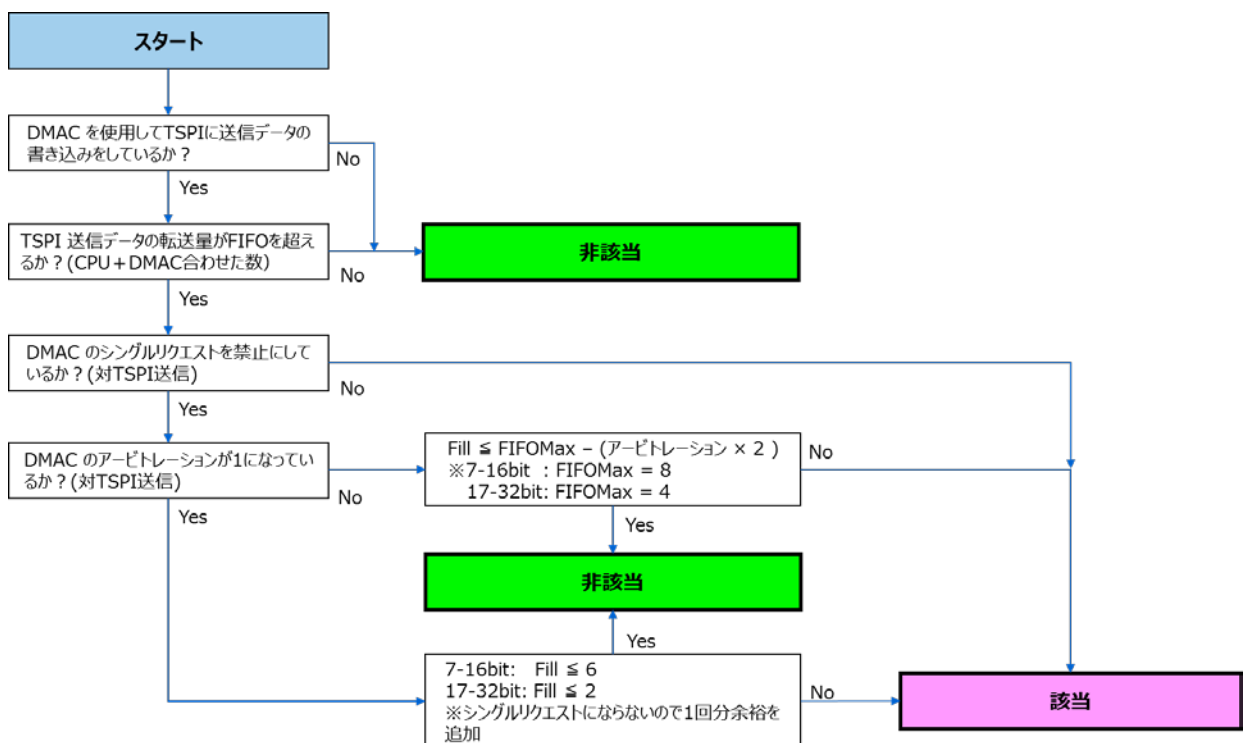 スタート
DMAC を使用してTSPIに送信データの
書き込みをしているか？
No
Yes
TSPI 送信データの転送量がFIFOを超え
るか？(CPU＋DMAC合わせた数)
No
非該当
Yes
DMAC のシングルリクエストを禁止にして
いるか？(対TSPI送信)
No
Yes
DMAC のアービトレーションが1になってい
るか？(対TSPI送信)
No
Yes
Fill ≦ FIFOMax – (アービトレーション × 2 )
※7-16bit : FIFOMax = 8
17-32bit: FIFOMax = 4
No
Yes
非該当
Yes
7-16bit: Fill ≦ 6
17-32bit: Fill ≦ 2
※シングルリクエストにならないので1回分余裕を
追加
No
該当